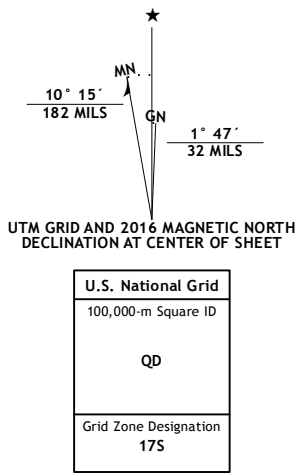 ★
MN
10° 15´
182 MILS
GN
1° 47´
32 MILS
UTM GRID AND 2016 MAGNETIC NORTH
DECLINATION AT CENTER OF SHEET
U.S. National Grid
100,000-m Square ID
QD
Grid Zone Designation
17S